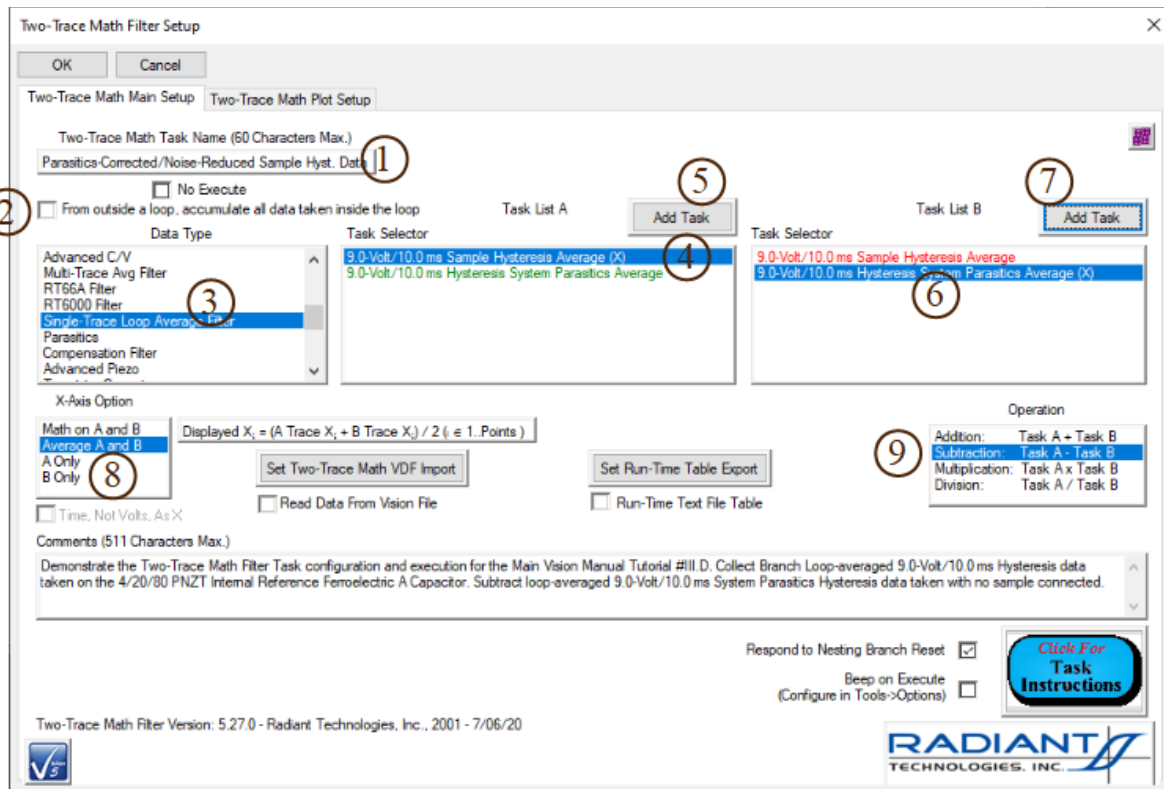 Two-Trace Math Filter Setup
OK
Cancel
Two-Trace Math Main Setup
Two-Trace Math Plot Setup
Two-Trace Math Task Name (60 Characters Max.)
Parasitics-Corrected/Noise-Reduced Sample Hyst. Data
1
No Execute
2
From outside a loop, accumulate all data taken inside the loop
Task List A
5
Add Task
Task List B
7
Add Task
Data Type
Advanced C/V
Multi-Trace Avg Filter
RT66A Filter
RT6000 Filter
Single-Trace Loop Average Filter
Parasitics
Compensation Filter
Advanced Piezo
3
Task Selector
9.0-Volt/10.0 ms Sample Hysteresis Average (X)
9.0-Volt/10.0 ms Hysteresis System Parasitics Average
4
Task Selector
9.0-Volt/10.0 ms Sample Hysteresis Average
9.0-Volt/10.0 ms Hysteresis System Parasitics Average (X)
6
X-Axis Option
Math on A and B
Average A and B
A Only
B Only
8
Time, Not Volts, As X
Displayed Xᵢ = (A Trace Xᵢ + B Trace Xᵢ) / 2 (i ∈ 1..Points )
Set Two-Trace Math VDF Import
Read Data From Vision File
Set Run-Time Table Export
Run-Time Text File Table
Operation
9
Addtion: Task A + Task B
Subtraction: Task A - Task B
Multiplication: Task A x Task B
Division: Task A / Task B
Comments (511 Characters Max.)
Demonstrate the Two-Trace Math Filter Task configuration and execution for the Main Vision Manual Tutorial #III.D. Collect Branch Loop-averaged 9.0-Volt/10.0 ms Hysteresis data
taken on the 4/20/80 PNZT Internal Reference Ferroelectric A Capacitor. Subtract loop-averaged 9.0-Volt/10.0 ms System Parasitics Hysteresis data taken with no sample connected.
Respond to Nesting Branch Reset
Beep on Execute
(Configure in Tools->Options)
Click For
Task
Instructions
Two-Trace Math Filter Version: 5.27.0 - Radiant Technologies, Inc., 2001 - 7/06/20
RADIANT
TECHNOLOGIES, INC.